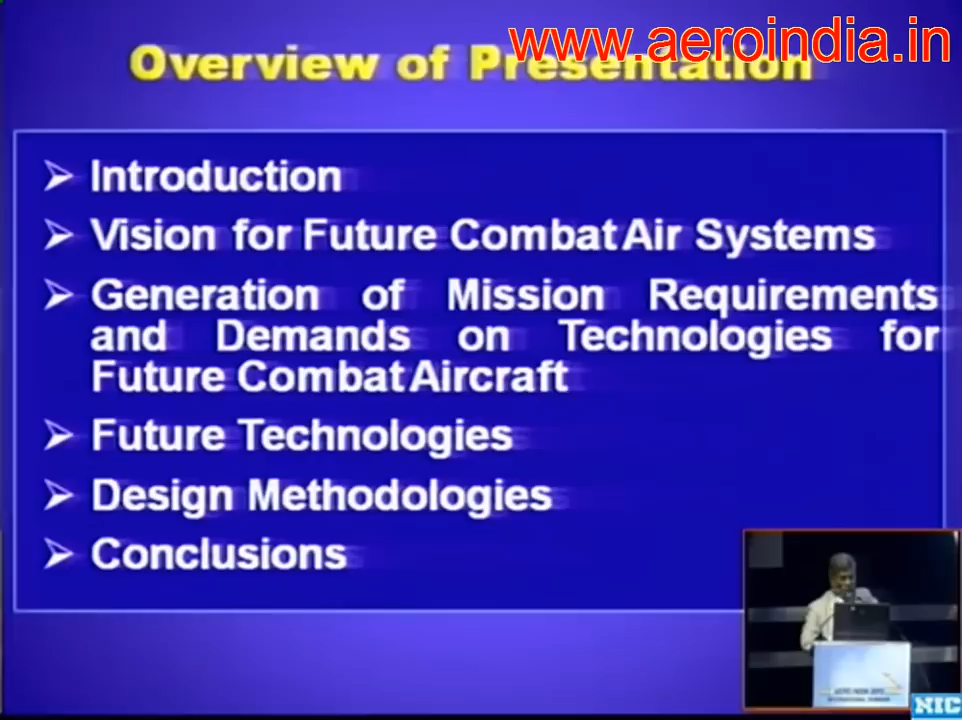 www.aeroindia.in
Overview of Presentation
Introduction
Vision for Future Combat Air Systems
Generation of Mission Requirements
and Demands on Technologies for
Future Combat Aircraft
Future Technologies
Design Methodologies
Conclusions
NIC